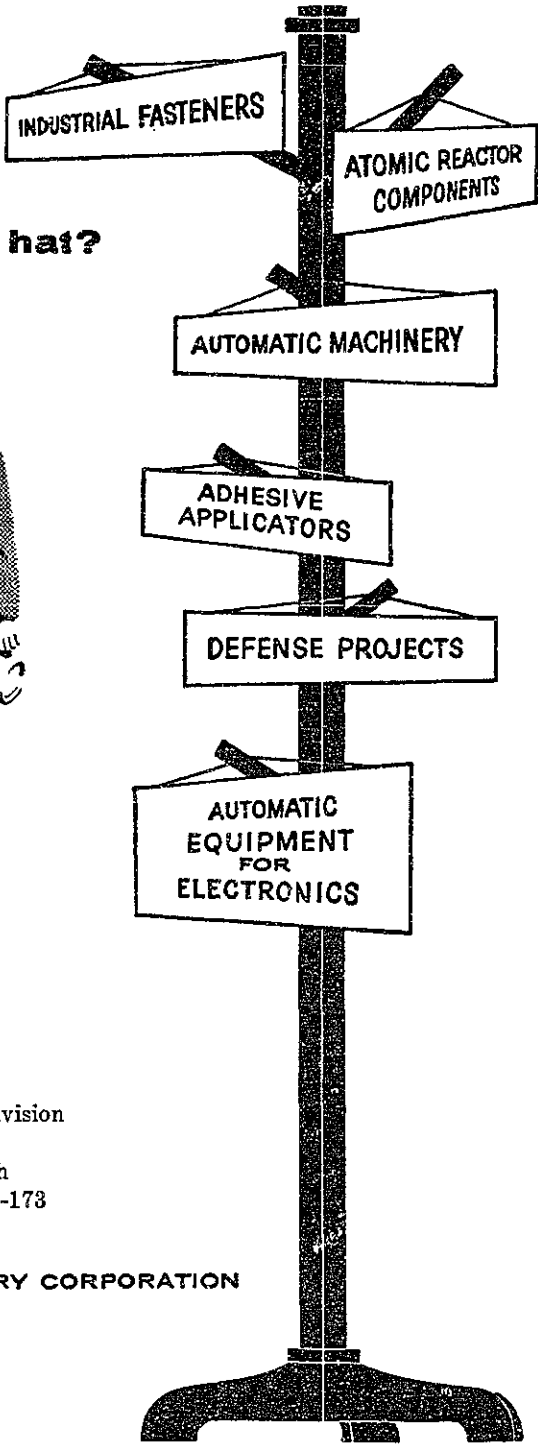 INDUSTRIAL FASTENERS
ATOMIC REACTOR
COMPONENTS
hat?
AUTOMATIC MACHINERY
ADHESIVE
APPLICATORS
DEFENSE PROJECTS
AUTOMATIC
EQUIPMENT
FOR
ELECTRONICS
vision
h
-173
RY CORPORATION